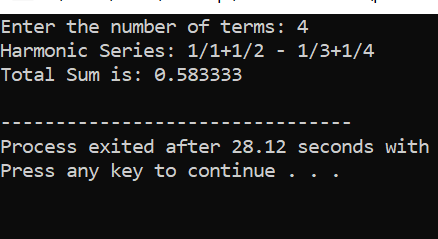 Enter the number of terms: 4
Harmonic Series: 1/1+1/2 - 1/3+1/4
Total Sum is: 0.583333
--------------------------------
Process exited after 28.12 seconds with
Press any key to continue . . .